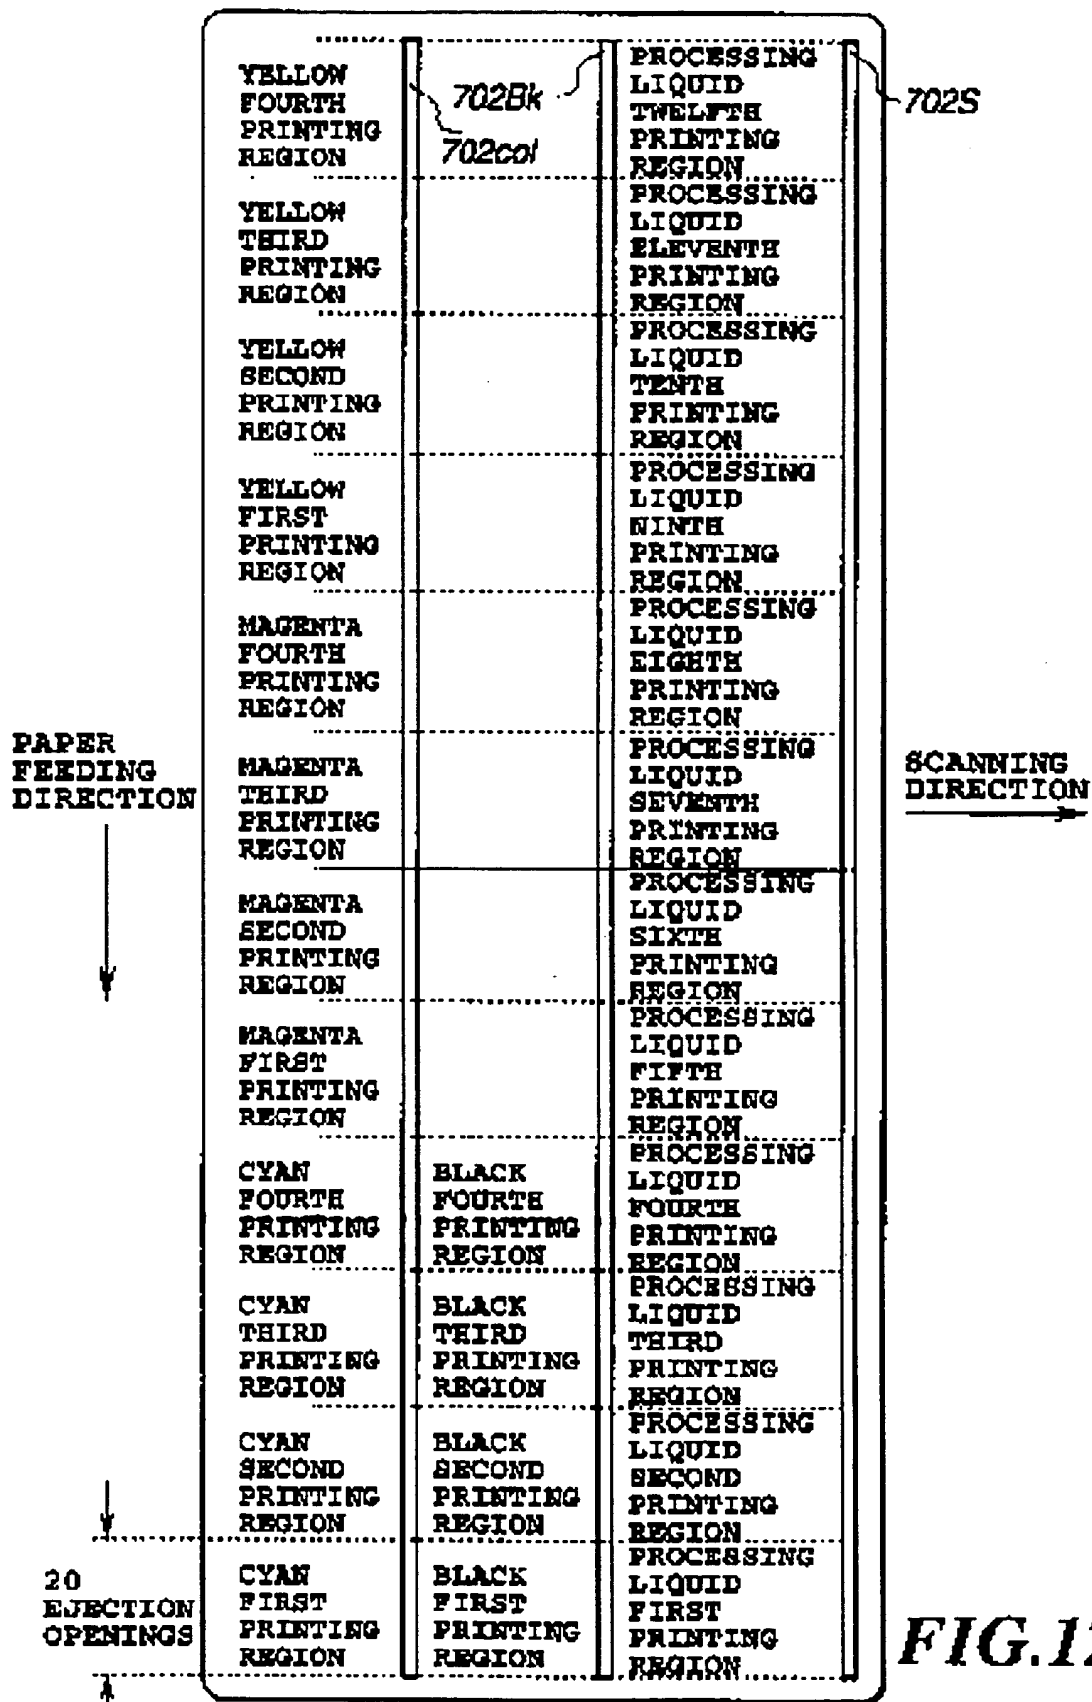 YELLOW
FOURTH
PRINTING
REGION
702Bk
702col
PROCESSING
LIQUID
TWELFTH
PRINTING
REGION
702S
YELLOW
THIRD
PRINTING
REGION
PROCESSING
LIQUID
ELEVENTH
PRINTING
REGION
YELLOW
SECOND
PRINTING
REGION
PROCESSING
LIQUID
TENTH
PRINTING
REGION
YELLOW
FIRST
PRINTING
REGION
PROCESSING
LIQUID
NINTH
PRINTING
REGION
MAGENTA
FOURTH
PRINTING
REGION
PROCESSING
LIQUID
EIGHTH
PRINTING
REGION
PAPER
FEEDING
DIRECTION
MAGENTA
THIRD
PRINTING
REGION
PROCESSING
LIQUID
SEVENTH
PRINTING
REGION
SCANNING
DIRECTION
MAGENTA
SECOND
PRINTING
REGION
PROCESSING
LIQUID
SIXTH
PRINTING
REGION
MAGENTA
FIRST
PRINTING
REGION
PROCESSING
LIQUID
FIFTH
PRINTING
REGION
CYAN
FOURTH
PRINTING
REGION
BLACK
FOURTH
PRINTING
REGION
PROCESSING
LIQUID
FOURTH
PRINTING
REGION
CYAN
THIRD
PRINTING
REGION
BLACK
THIRD
PRINTING
REGION
PROCESSING
LIQUID
THIRD
PRINTING
REGION
CYAN
SECOND
PRINTING
REGION
BLACK
SECOND
PRINTING
REGION
PROCESSING
LIQUID
SECOND
PRINTING
REGION
20
EJECTION
OPENINGS
CYAN
FIRST
PRINTING
REGION
BLACK
FIRST
PRINTING
REGION
PROCESSING
LIQUID
FIRST
PRINTING
REGION